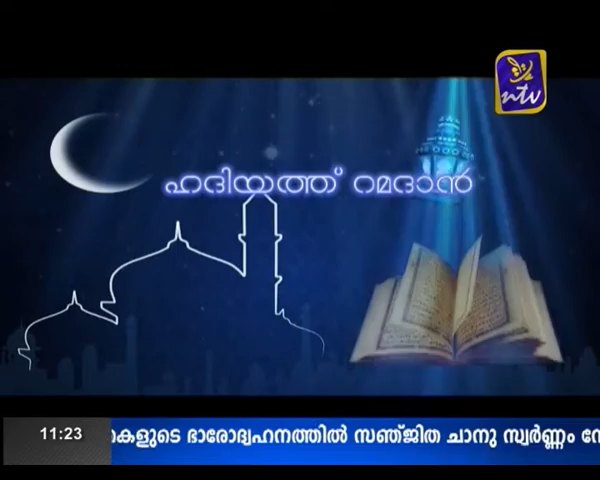 ntv
ഹദിയത്ത് റമദാൻ
11:23
കളുടെ ഭാരോദ്വഹനത്തിൽ സഞ്ജിത ചാനു സ്വർണ്ണം